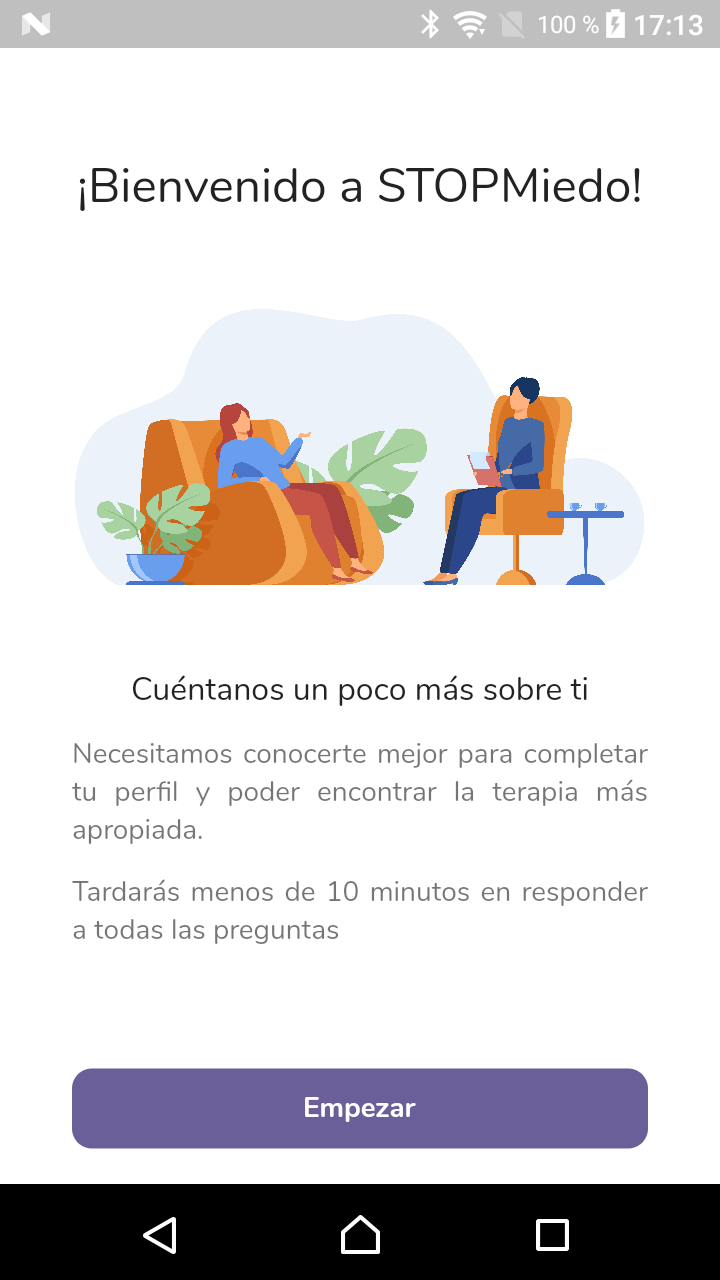 100 % 17:13
¡Bienvenido a STOPMiedo!
Cuéntanos un poco más sobre ti
Necesitamos conocerte mejor para completar
tu perfil y poder encontrar la terapia más
apropiada.
Tardarás menos de 10 minutos en responder
a todas las preguntas
Empezar